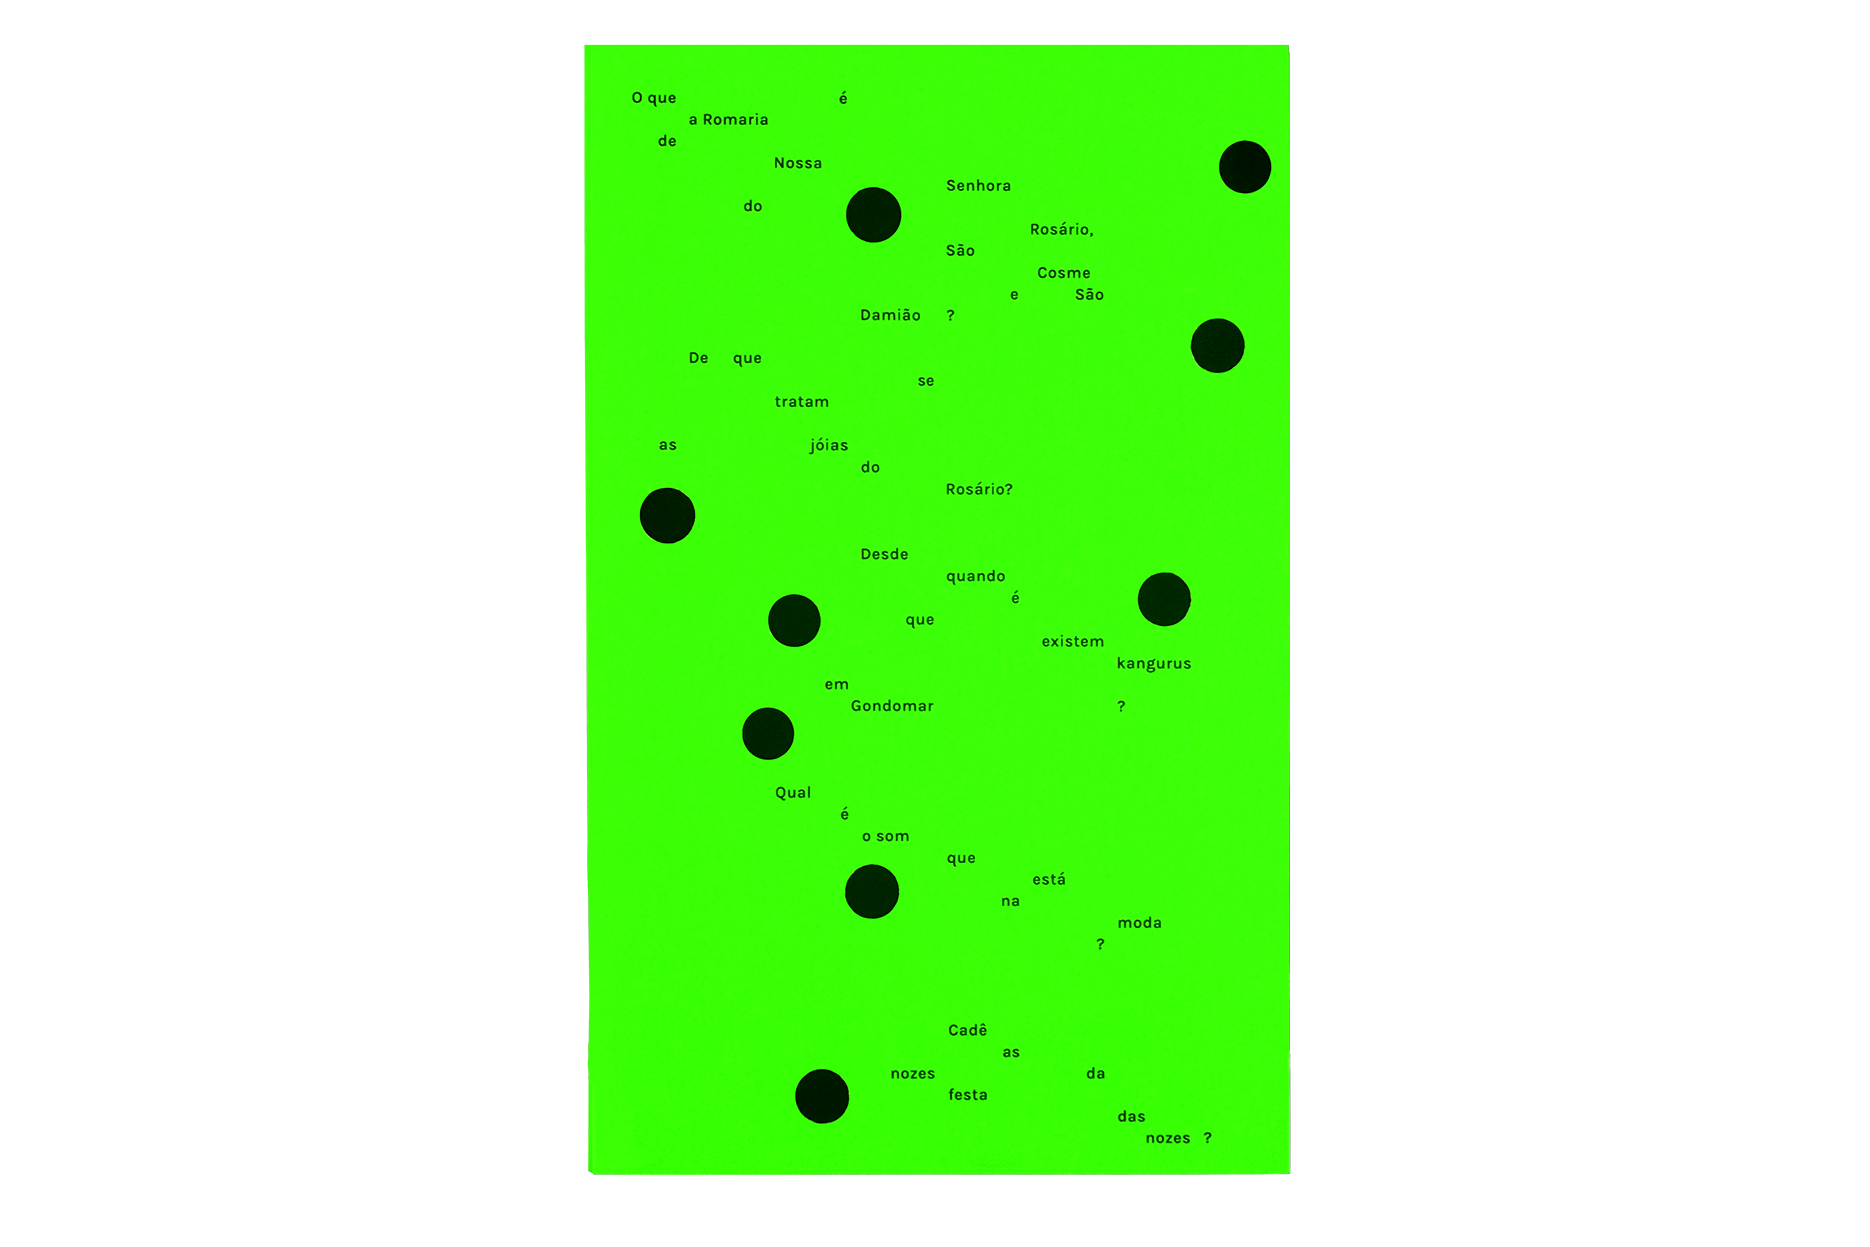 O que é
a Romaria
de
Nossa
Senhora
do
Rosário,
São
Cosme
e São
Damião ?
De que
se
tratam
as jóias
do
Rosário?
Desde
quando
é
que
existem
kangurus
em
Gondomar ?
Qual
é
o som
que
está
na
moda
?
Cadê
as
nozes da
festa
das
nozes ?